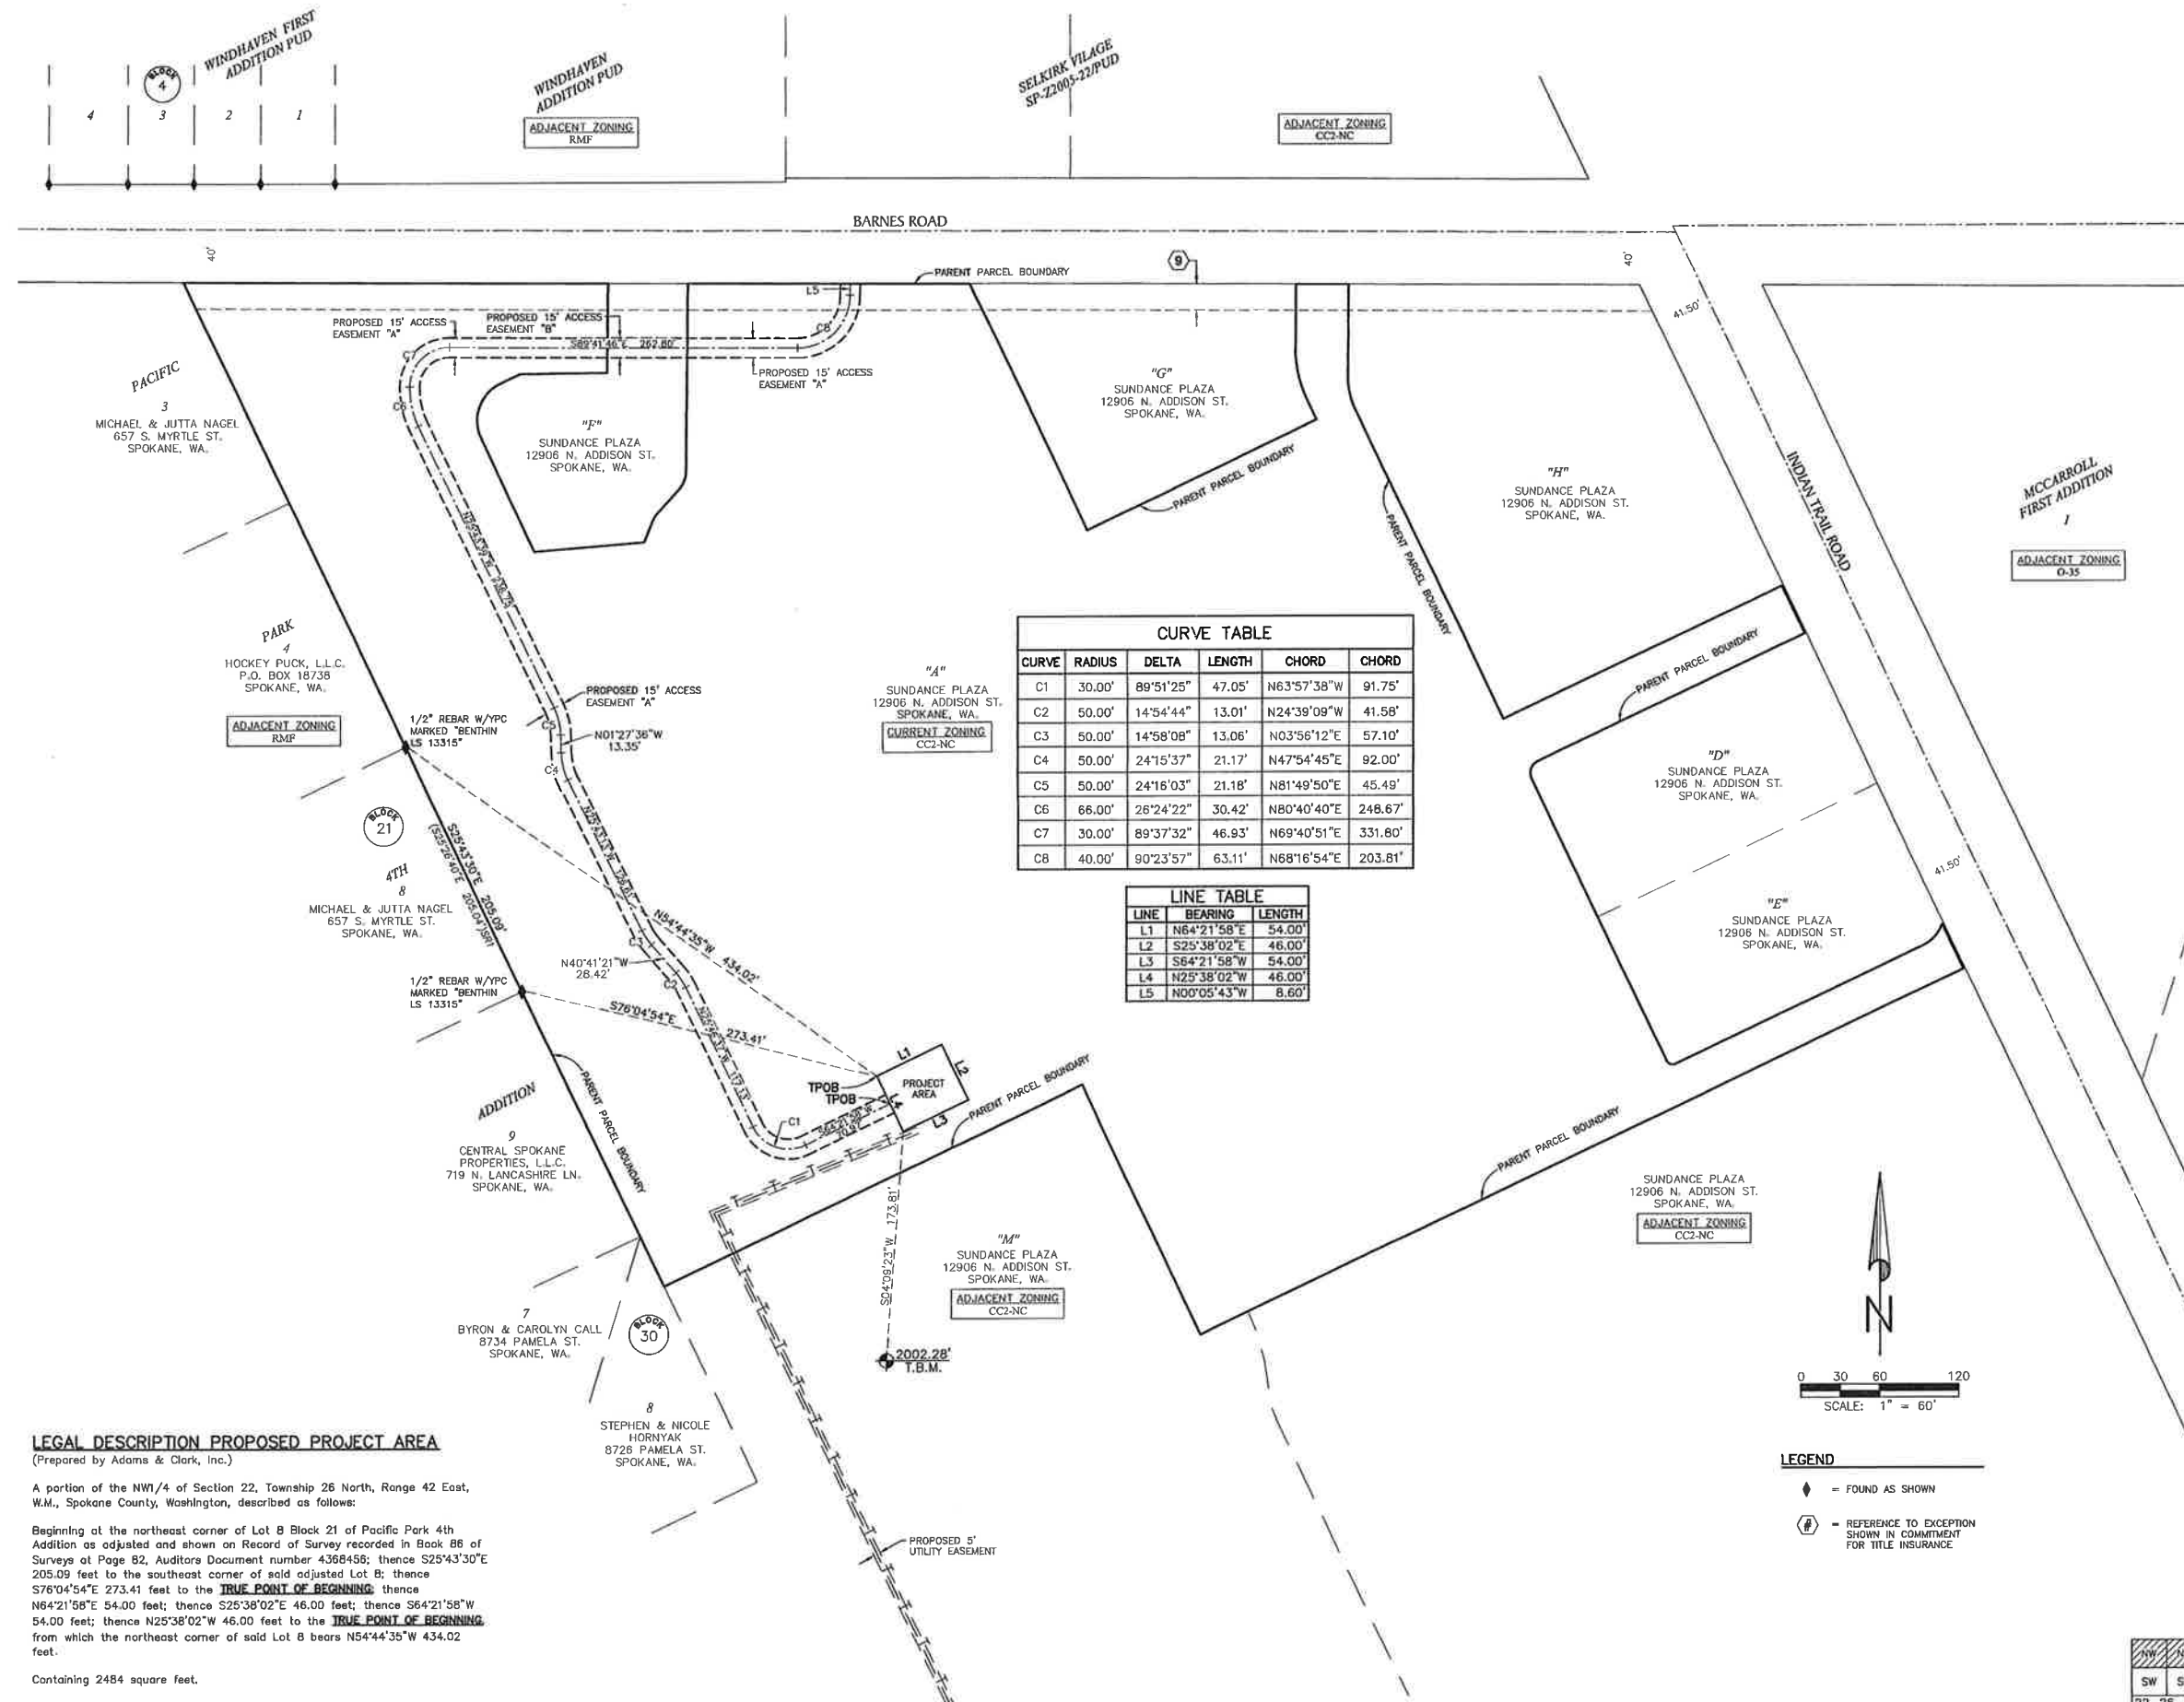 WINDHAVEN FIRST
ADDITION PUD
BLOCK
4
4
3
2
1
WINDHAVEN
ADDITION PUD
ADJACENT ZONING
RMF
SELKIRK VILAGE
SP-Z2005-22/PUD
ADJACENT ZONING
CC2-NC
BARNES ROAD
40'
40'
9
PARENT PARCEL BOUNDARY
L5
C8
PROPOSED 15' ACCESS
EASEMENT "A"
PROPOSED 15' ACCESS
EASEMENT "B"
S89°41'46"E 262.80'
PROPOSED 15' ACCESS
EASEMENT "A"
C7
C6
41.50'
PACIFIC
3
MICHAEL & JUTTA NAGEL
657 S. MYRTLE ST.
SPOKANE, WA.
"F"
SUNDANCE PLAZA
12906 N. ADDISON ST.
SPOKANE, WA.
"G"
SUNDANCE PLAZA
12906 N. ADDISON ST.
SPOKANE, WA.
PARENT PARCEL BOUNDARY
PARENT PARCEL BOUNDARY
"H"
SUNDANCE PLAZA
12906 N. ADDISON ST.
SPOKANE, WA.
INDIAN TRAIL ROAD
MCCARROLL
FIRST ADDITION
1
ADJACENT ZONING
O-35
PARK
4
HOCKEY PUCK, L.L.C.
P.O. BOX 18738
SPOKANE, WA.
ADJACENT ZONING
RMF
1/2" REBAR W/YPC
MARKED "BENTHIN
LS 13315"
PROPOSED 15' ACCESS
EASEMENT "A"
C5
N01°27'36"W
13.35'
C4
"A"
SUNDANCE PLAZA
12906 N. ADDISON ST.
SPOKANE, WA.
CURRENT ZONING
CC2-NC
CURVE TABLE
CURVE RADIUS DELTA LENGTH CHORD CHORD
C1 30.00' 89°51'25" 47.05' N63°57'38"W 91.75'
C2 50.00' 14°54'44" 13.01' N24°39'09"W 41.58'
C3 50.00' 14°58'08" 13.06' N03°56'12"E 57.10'
C4 50.00' 24°15'37" 21.17' N47°54'45"E 92.00'
C5 50.00' 24°16'03" 21.18' N81°49'50"E 45.49'
C6 66.00' 26°24'22" 30.42' N80°40'40"E 248.67'
C7 30.00' 89°37'32" 46.93' N69°40'51"E 331.80'
C8 40.00' 90°23'57" 63.11' N68°16'54"E 203.81'
LINE TABLE
LINE BEARING LENGTH
L1 N64°21'58"E 54.00'
L2 S25°38'02"E 46.00'
L3 S64°21'58"W 54.00'
L4 N25°38'02"W 46.00'
L5 N00°05'43"W 8.60'
PARENT PARCEL BOUNDARY
"D"
SUNDANCE PLAZA
12906 N. ADDISON ST.
SPOKANE, WA.
41.50'
"E"
SUNDANCE PLAZA
12906 N. ADDISON ST.
SPOKANE, WA.
BLOCK
21
S25°43'30"E 205.09'
(S25°26'40"E 205.04')SR1
4TH
8
MICHAEL & JUTTA NAGEL
657 S. MYRTLE ST.
SPOKANE, WA.
C3
N40°41'21"W
28.42'
C2
N54°44'35"W 434.02'
1/2" REBAR W/YPC
MARKED "BENTHIN
LS 13315"
S76°04'54"E 273.41'
L1
L2
L3
TPOB
TPOB
PROJECT
AREA
C1
PARENT PARCEL BOUNDARY
PARENT PARCEL BOUNDARY
ADDITION
9
CENTRAL SPOKANE
PROPERTIES, L.L.C.
719 N. LANCASHIRE LN.
SPOKANE, WA.
PARENT PARCEL BOUNDARY
S04°09'23"W 173.81'
"M"
SUNDANCE PLAZA
12906 N. ADDISON ST.
SPOKANE, WA.
ADJACENT ZONING
CC2-NC
SUNDANCE PLAZA
12906 N. ADDISON ST.
SPOKANE, WA.
ADJACENT ZONING
CC2-NC
7
BYRON & CAROLYN CALL
8734 PAMELA ST.
SPOKANE, WA.
BLOCK
30
2002.28'
T.B.M.
8
STEPHEN & NICOLE
HORNYAK
8726 PAMELA ST.
SPOKANE, WA.
PROPOSED 5'
UTILITY EASEMENT
N
0 30 60 120
SCALE: 1" = 60'
LEGEND
= FOUND AS SHOWN
# = REFERENCE TO EXCEPTION
SHOWN IN COMMITMENT
FOR TITLE INSURANCE
LEGAL DESCRIPTION PROPOSED PROJECT AREA
(Prepared by Adams & Clark, Inc.)
A portion of the NW1/4 of Section 22, Township 26 North, Range 42 East,
W.M., Spokane County, Washington, described as follows:
Beginning at the northeast corner of Lot 8 Block 21 of Pacific Park 4th
Addition as adjusted and shown on Record of Survey recorded in Book 86 of
Surveys at Page 82, Auditors Document number 4368456; thence S25°43'30"E
205.09 feet to the southeast corner of said adjusted Lot 8; thence
S76°04'54"E 273.41 feet to the TRUE POINT OF BEGINNING; thence
N64°21'58"E 54.00 feet; thence S25°38'02"E 46.00 feet; thence S64°21'58"W
54.00 feet; thence N25°38'02"W 46.00 feet to the TRUE POINT OF BEGINNING
from which the northeast corner of said Lot 8 bears N54°44'35"W 434.02
feet.
Containing 2484 square feet.
NW
SW